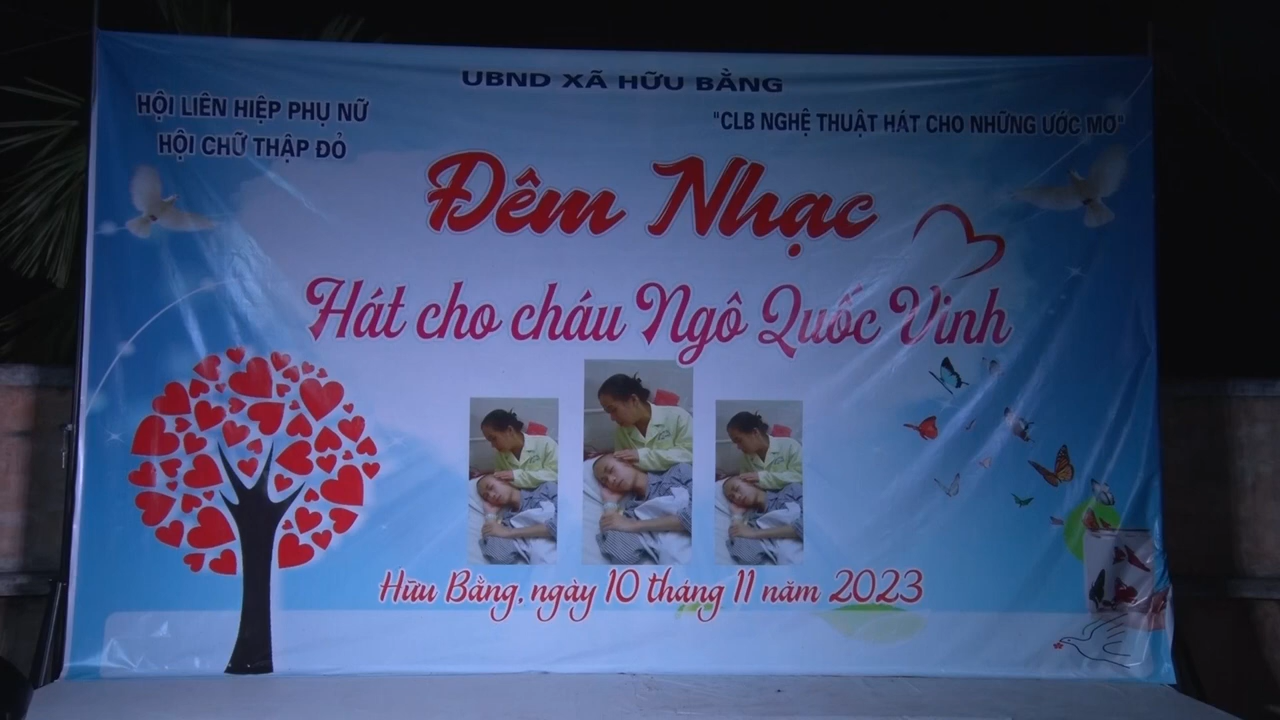 UBND XÃ HỮU BẰNG
HỘI LIÊN HIỆP PHỤ NỮ
HỘI CHỮ THẬP ĐỎ
"CLB NGHỆ THUẬT HÁT CHO NHỮNG ƯỚC MƠ"
Đêm Nhạc
Hát cho cháu Ngô Quốc Vinh
Hữu Bằng, ngày 10 tháng 11 năm 2023